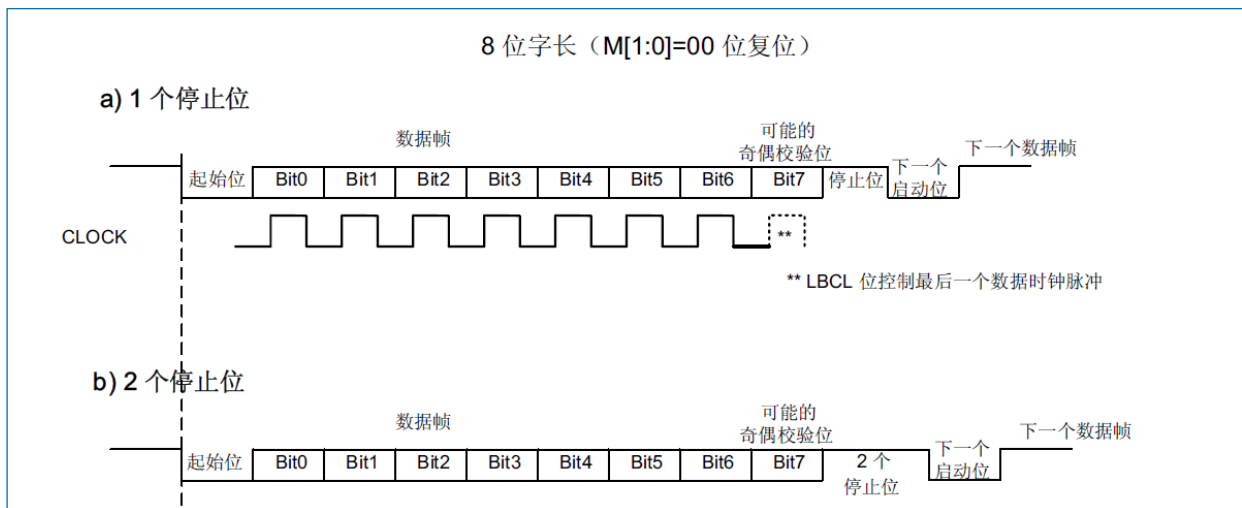 8 位字长（M[1:0]=00 位复位）
a) 1 个停止位
数据帧
可能的
奇偶校验位
下一个数据帧
起始位 Bit0 Bit1 Bit2 Bit3 Bit4 Bit5 Bit6 Bit7 停止位 下一个
启动位
CLOCK
**
** LBCL 位控制最后一个数据时钟脉冲
b) 2 个停止位
数据帧
可能的
奇偶校验位
下一个数据帧
起始位 Bit0 Bit1 Bit2 Bit3 Bit4 Bit5 Bit6 Bit7 2 个
停止位
下一个
启动位